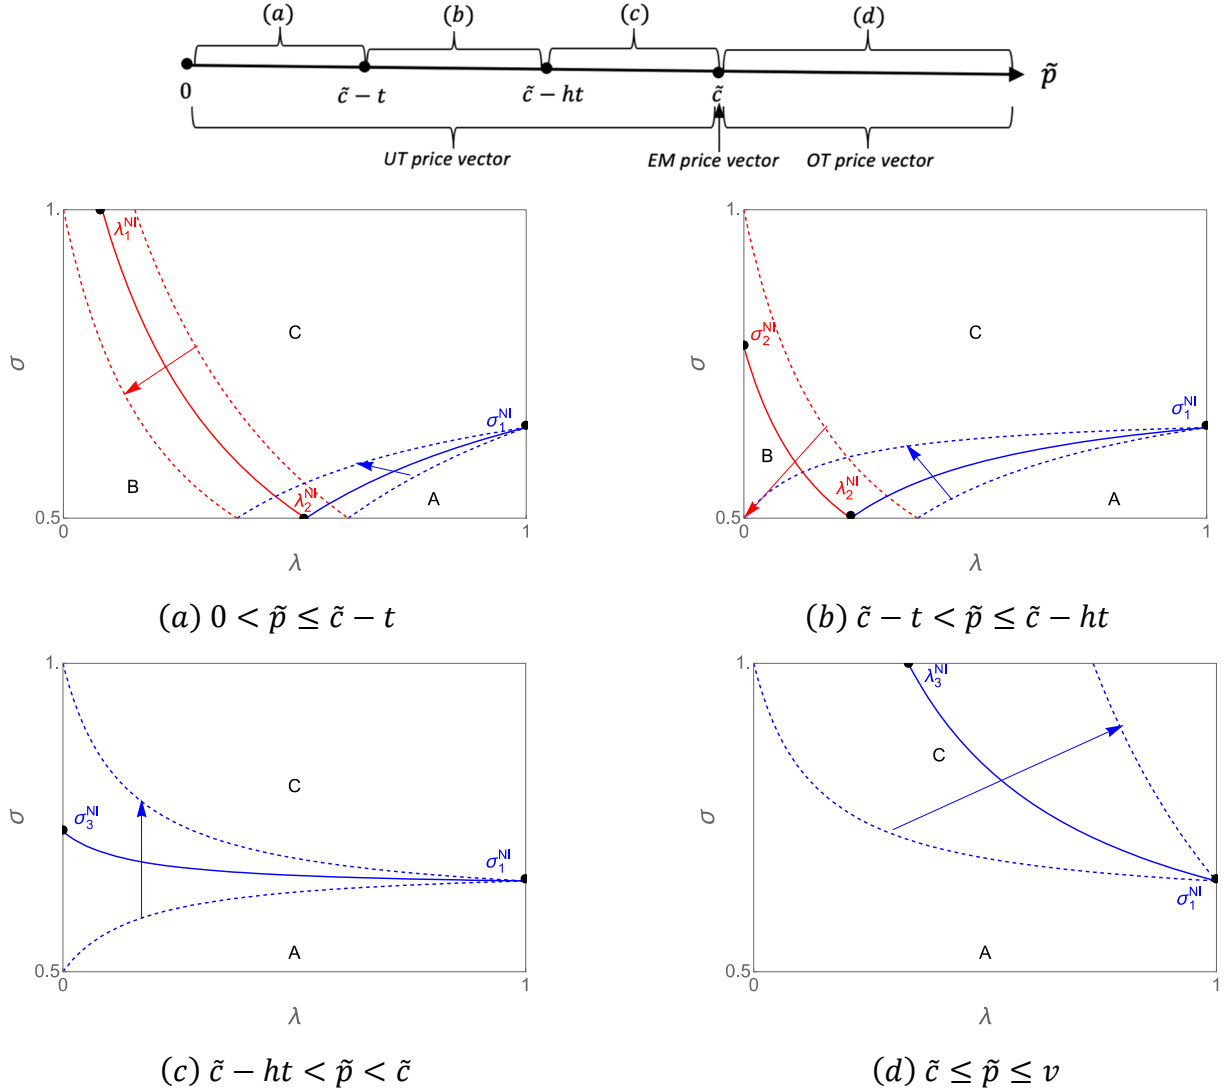 (a) (b) (c) (d)
0 c̃ − t c̃ − ht c̃ p̃
UT price vector EM price vector OT price vector
1.
λ₁ᴺᴵ
C
σ
σ₁ᴺᴵ
B
λ₂ᴺᴵ
A
0.5
0 1
λ
(a) 0 < p̃ ≤ c̃ − t
1.
σ₂ᴺᴵ
C
σ
σ₁ᴺᴵ
B
λ₂ᴺᴵ
A
0.5
0 1
λ
(b) c̃ − t < p̃ ≤ c̃ − ht
1.
C
σ
σ₃ᴺᴵ
σ₁ᴺᴵ
A
0.5
0 1
λ
(c) c̃ − ht < p̃ < c̃
1.
λ₃ᴺᴵ
C
σ
σ₁ᴺᴵ
A
0.5
0 1
λ
(d) c̃ ≤ p̃ ≤ v